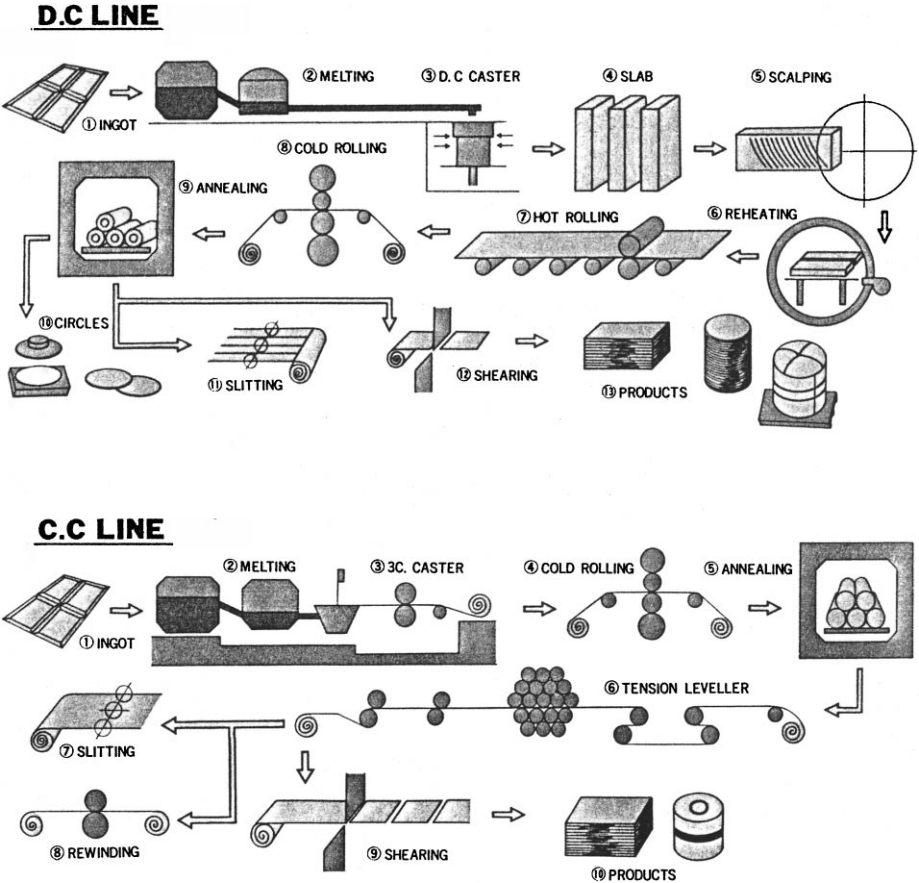 D.C LINE
① INGOT
② MELTING
③ D.C CASTER
④ SLAB
⑤ SCALPING
⑥ REHEATING
⑦ HOT ROLLING
⑧ COLD ROLLING
⑨ ANNEALING
⑩ CIRCLES
⑪ SLITTING
⑫ SHEARING
⑬ PRODUCTS
C.C LINE
① INGOT
② MELTING
③ 3C. CASTER
④ COLD ROLLING
⑤ ANNEALING
⑥ TENSION LEVELLER
⑦ SLITTING
⑧ REWINDING
⑨ SHEARING
⑩ PRODUCTS